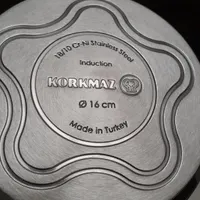 18/10 Cr-Ni Stainless Steel
Induction
KORKMAZ
Ø 16 cm
Made in Turkey